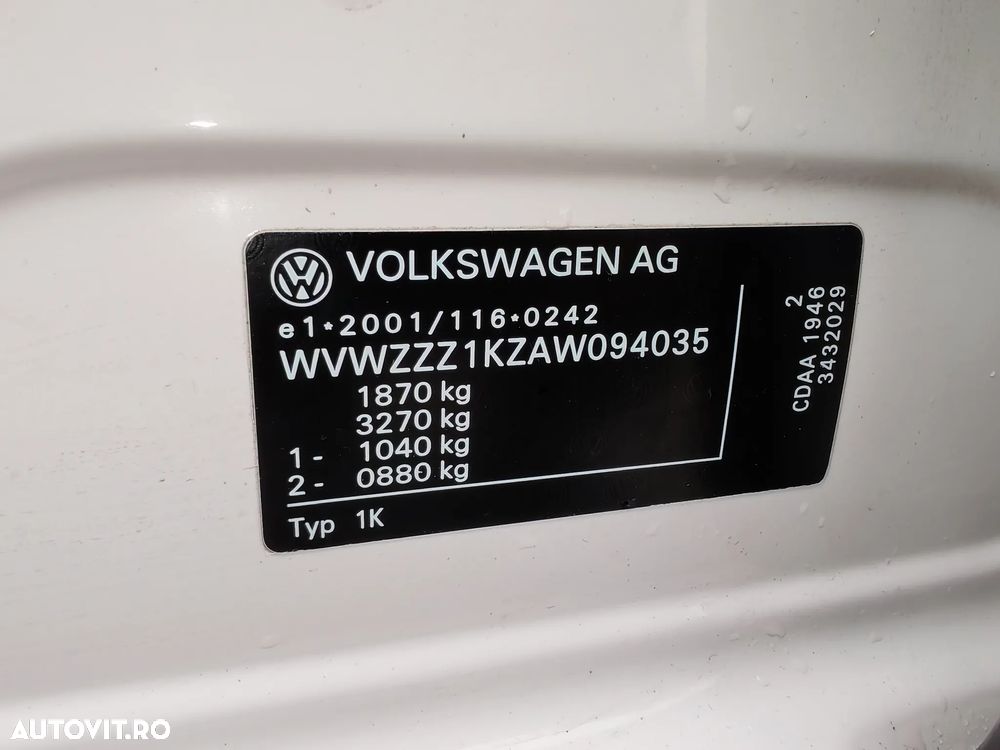 VOLKSWAGEN AG
e1*2001/116*0242
WVWZZZ1KZAW094035
1870 kg
3270 kg
1 - 1040 kg
2 - 0880 kg
Typ 1K
2
CDAA 1946
3432029
AUTOVIT.RO